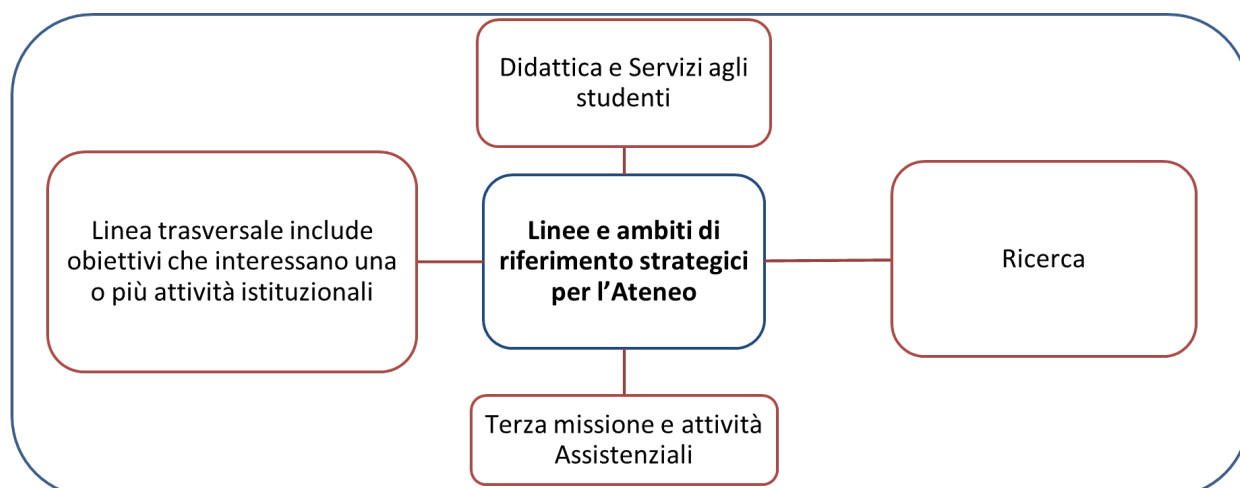 Didattica e Servizi agli
studenti
Linea trasversale include
obiettivi che interessano una
o più attività istituzionali
Linee e ambiti di
riferimento strategici
per l’Ateneo
Ricerca
Terza missione e attività
Assistenziali